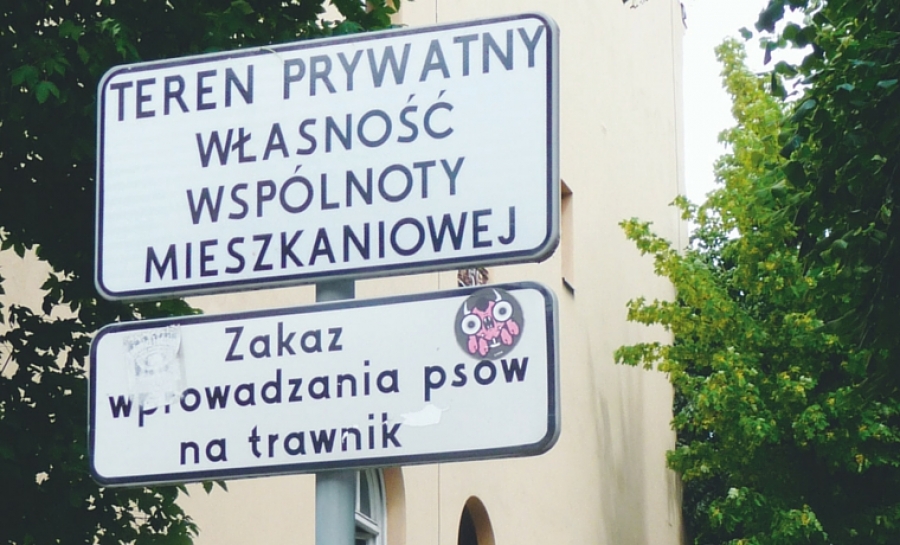 TEREN PRYWATNY
WŁASNOŚĆ
WSPÓLNOTY
MIESZKANIOWEJ
Zakaz
wprowadzania psów
na trawnik